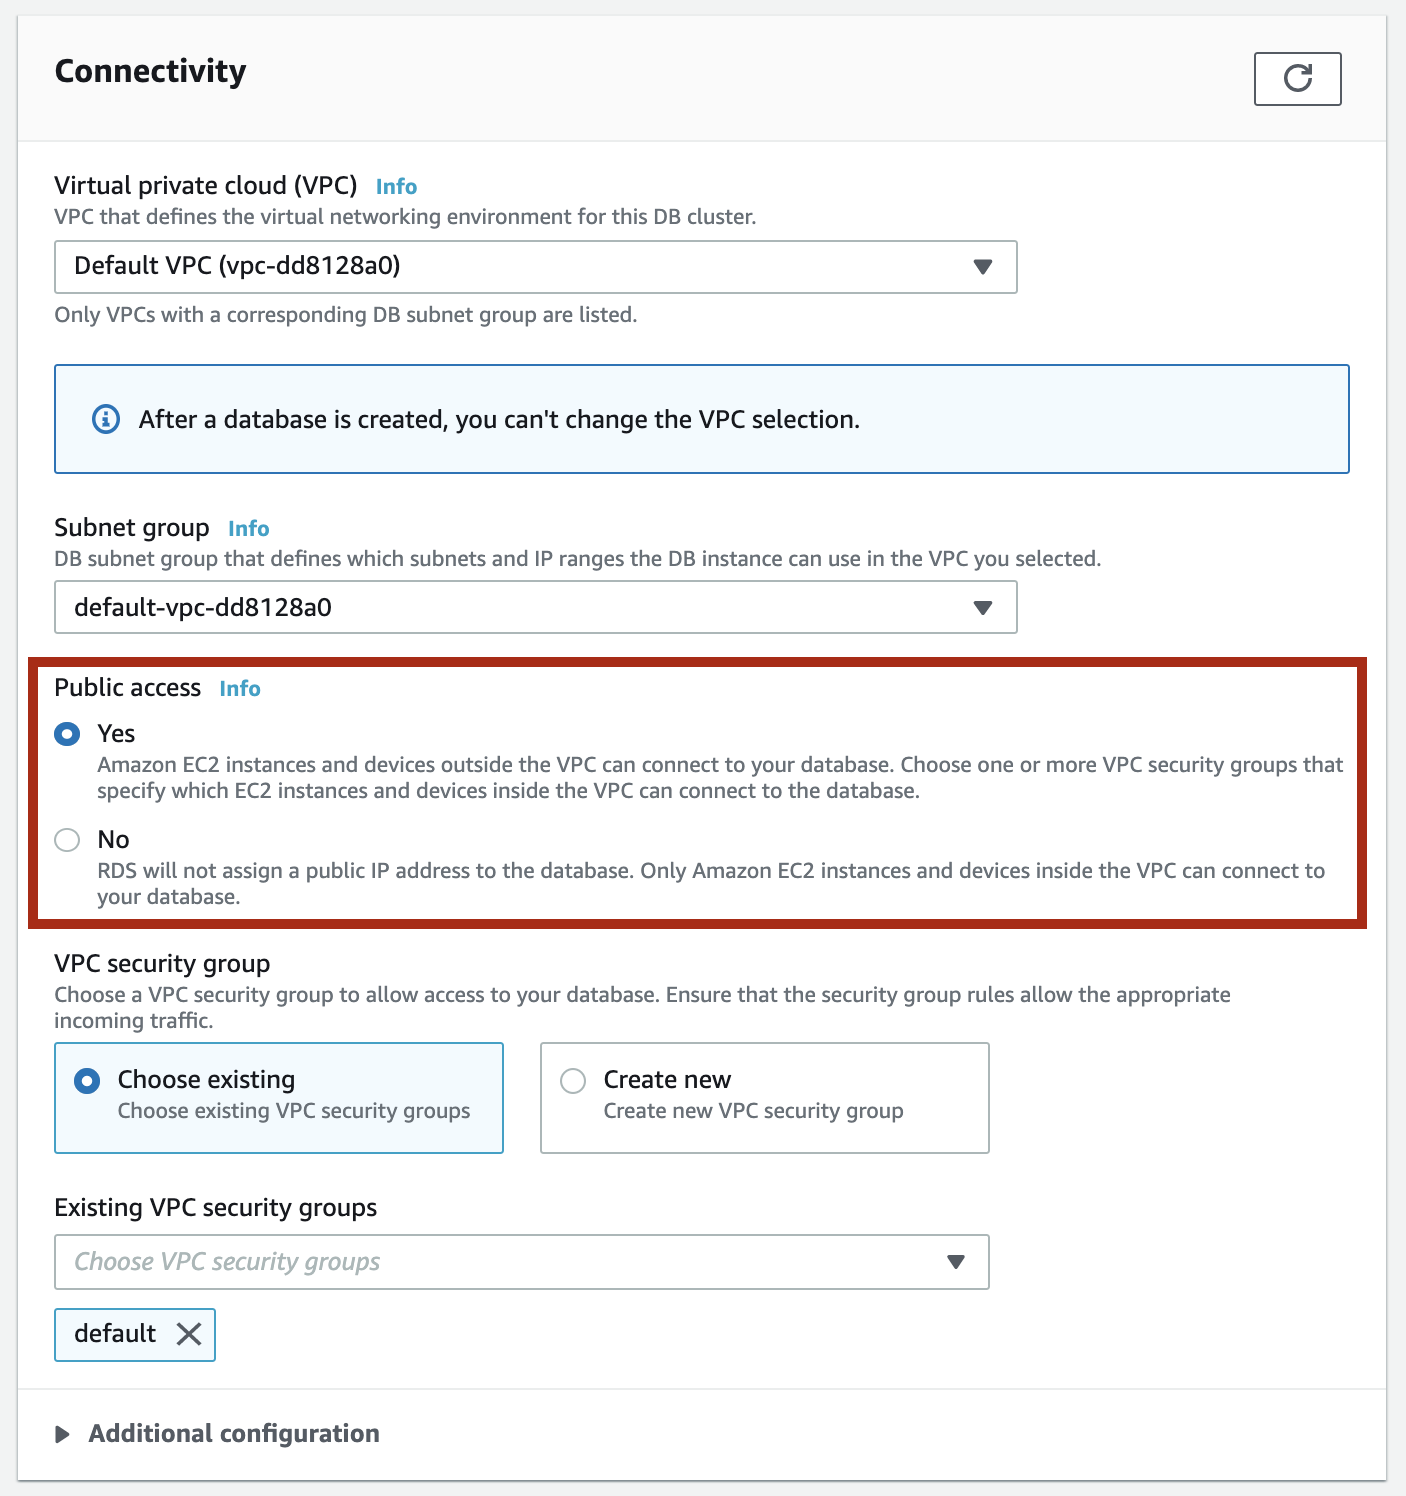 Connectivity
Virtual private cloud (VPC) Info
VPC that defines the virtual networking environment for this DB cluster.
Default VPC (vpc-dd8128a0)
Only VPCs with a corresponding DB subnet group are listed.
After a database is created, you can't change the VPC selection.
Subnet group Info
DB subnet group that defines which subnets and IP ranges the DB instance can use in the VPC you selected.
default-vpc-dd8128a0
Public access Info
Yes
Amazon EC2 instances and devices outside the VPC can connect to your database. Choose one or more VPC security groups that
specify which EC2 instances and devices inside the VPC can connect to the database.
No
RDS will not assign a public IP address to the database. Only Amazon EC2 instances and devices inside the VPC can connect to
your database.
VPC security group
Choose a VPC security group to allow access to your database. Ensure that the security group rules allow the appropriate
incoming traffic.
Choose existing
Choose existing VPC security groups
Create new
Create new VPC security group
Existing VPC security groups
Choose VPC security groups
default
Additional configuration